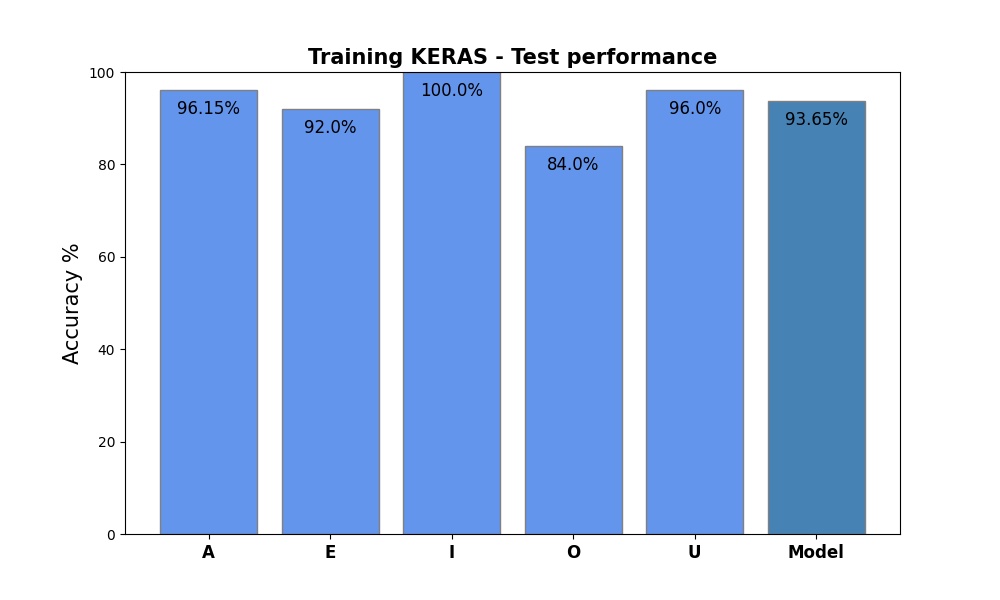 Training KERAS - Test performance
Accuracy %
100
80
60
40
20
0
96.15%
92.0%
100.0%
84.0%
96.0%
93.65%
A
E
I
O
U
Model